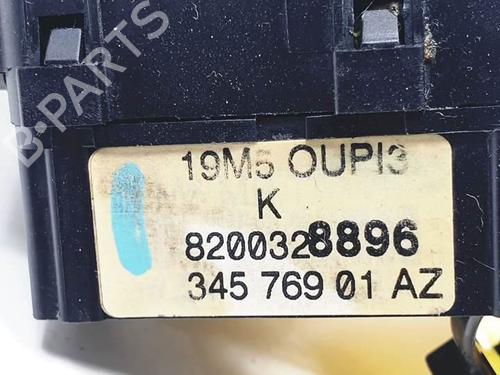 B-PARTS
19M5 OUPI3
K
8200328896
345 769 01 AZ